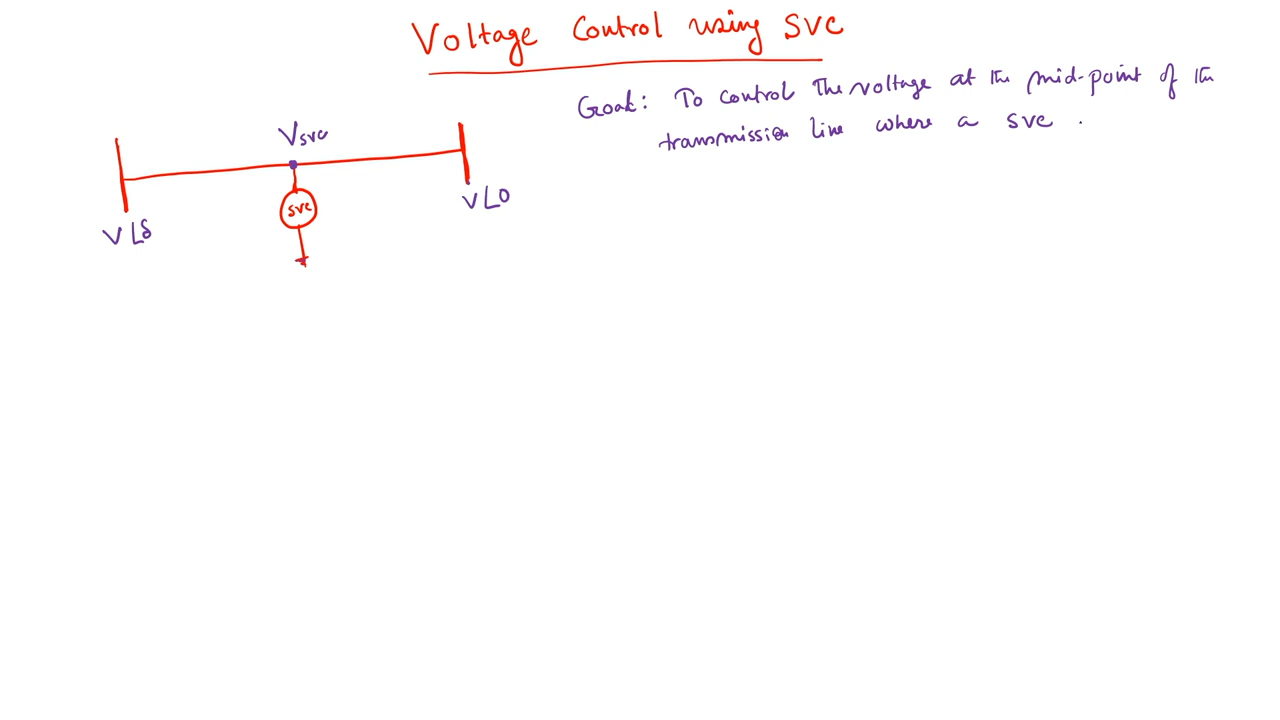 Voltage Control using SVC
Goal: To control the voltage at the mid-point of the
transmission line where a SVC .
VSVC
SVC
V∠0
V∠δ